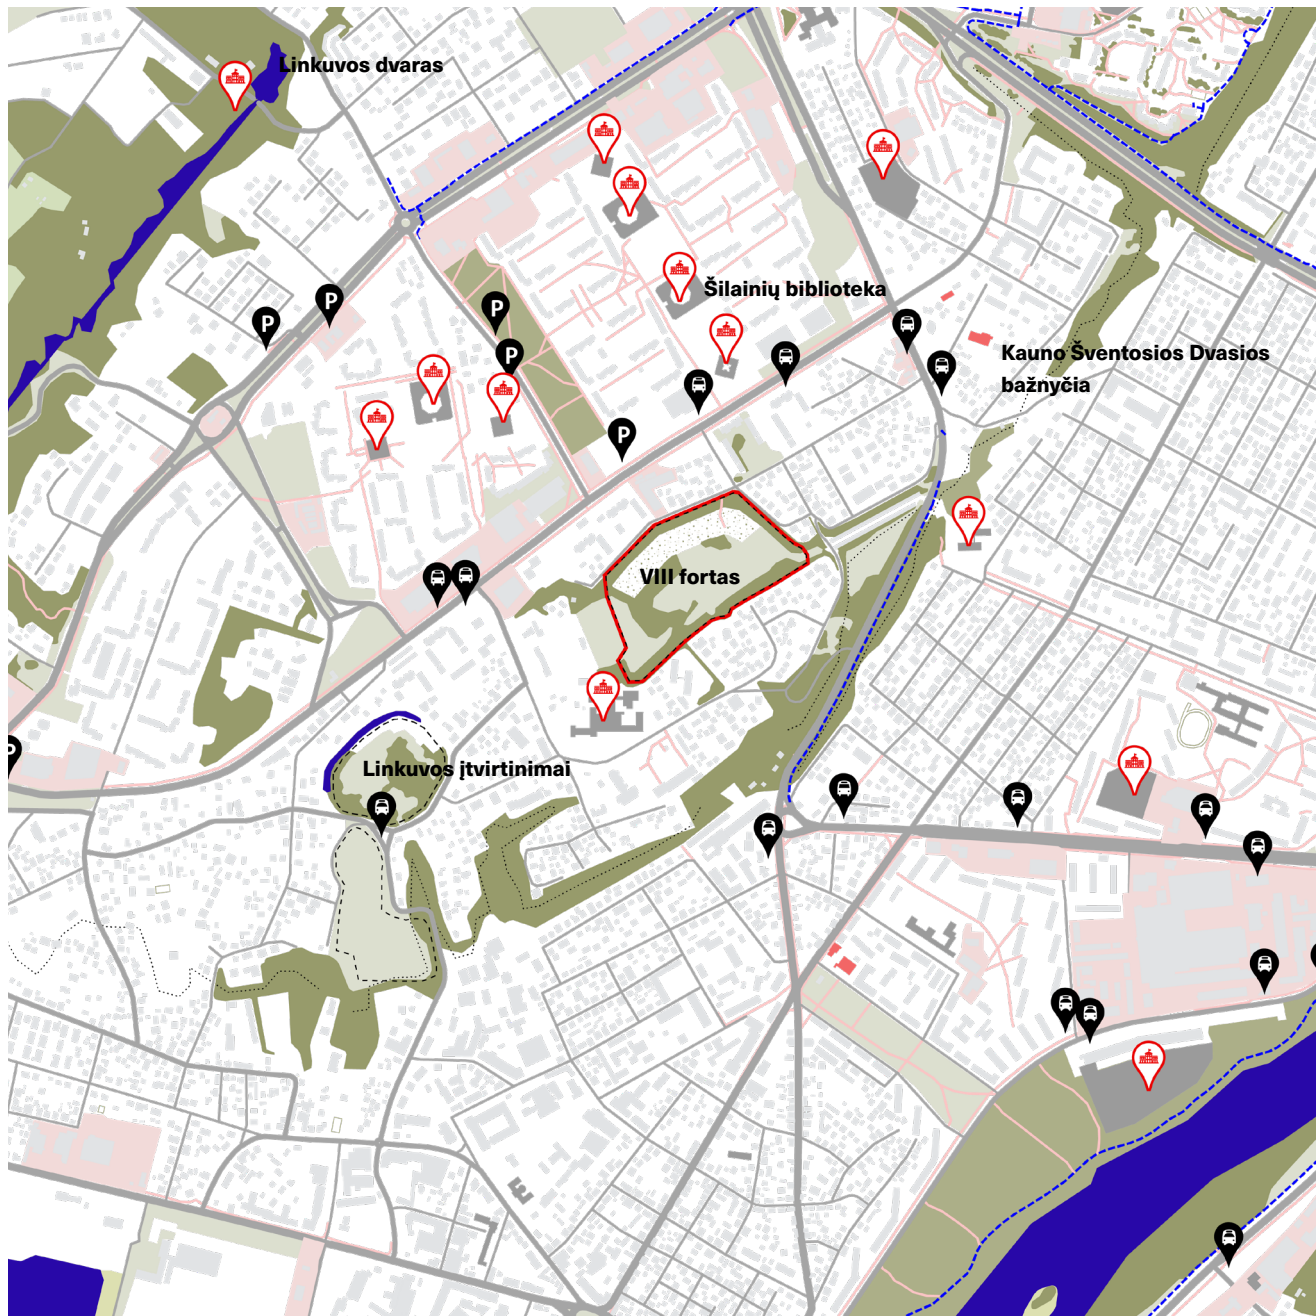 Linkuvos dvaras
Šilainių biblioteka
Kauno Šventosios Dvasios
bažnyčia
VIII fortas
Linkuvos įtvirtinimai
P
P
P
P
P
P